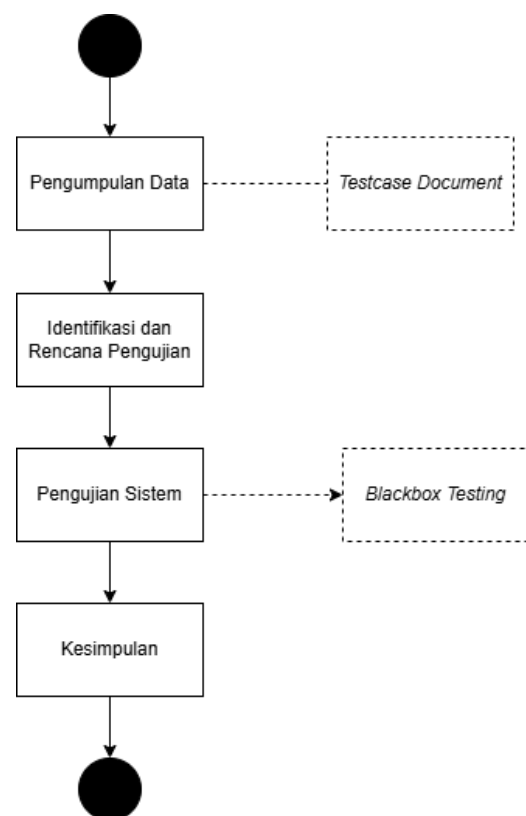 Pengumpulan Data
Testcase Document
Identifikasi dan
Rencana Pengujian
Pengujian Sistem
Blackbox Testing
Kesimpulan